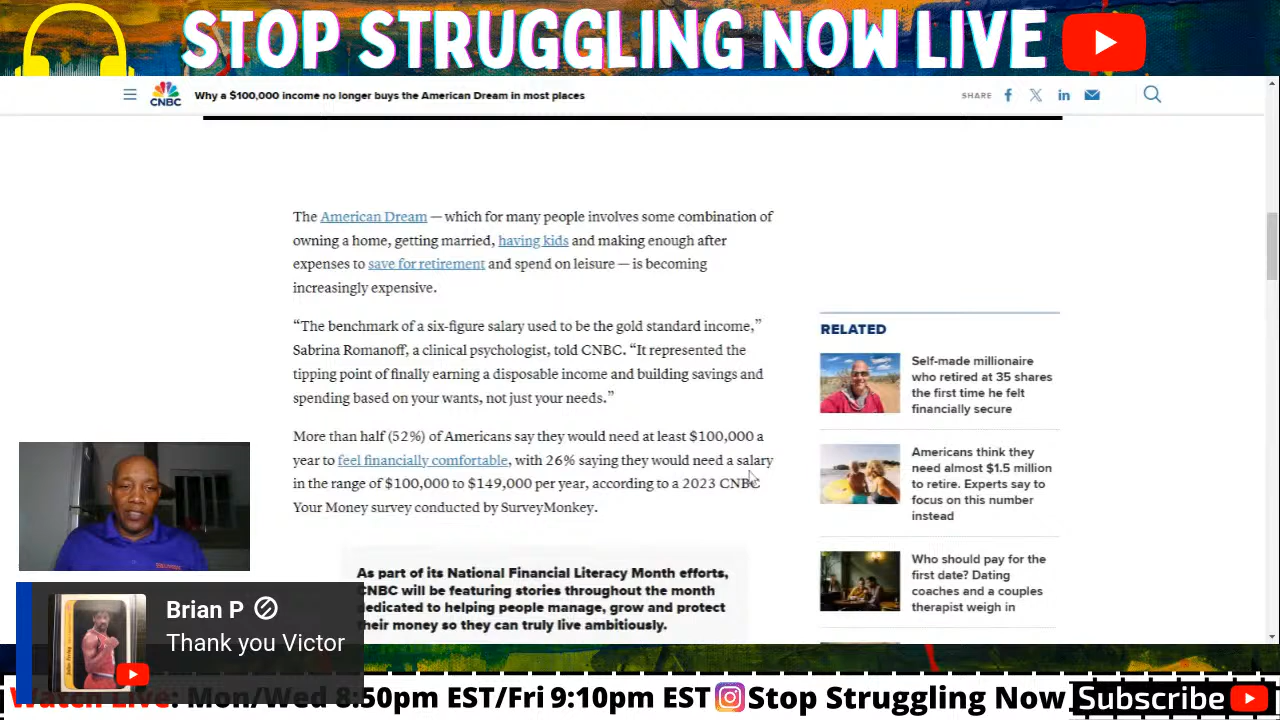 STOP STRUGGLING NOW LIVE
CNBC
Why a $100,000 income no longer buys the American Dream in most places
SHARE
The American Dream — which for many people involves some combination of
owning a home, getting married, having kids and making enough after
expenses to save for retirement and spend on leisure — is becoming
increasingly expensive.
“The benchmark of a six-figure salary used to be the gold standard income,”
Sabrina Romanoff, a clinical psychologist, told CNBC. “It represented the
tipping point of finally earning a disposable income and building savings and
spending based on your wants, not just your needs.”
More than half (52%) of Americans say they would need at least $100,000 a
year to feel financially comfortable, with 26% saying they would need a salary
in the range of $100,000 to $149,000 per year, according to a 2023 CNBC
Your Money survey conducted by SurveyMonkey.
As part of its National Financial Literacy Month efforts,
CNBC will be featuring stories throughout the month
dedicated to helping people manage, grow and protect
their money so they can truly live ambitiously.
RELATED
Self-made millionaire
who retired at 35 shares
the first time he felt
financially secure
Americans think they
need almost $1.5 million
to retire. Experts say to
focus on this number
instead
Who should pay for the
first date? Dating
coaches and a couples
therapist weigh in
Brian P
Thank you Victor
Watch Live: Mon/Wed 8:50pm EST/Fri 9:10pm EST Stop Struggling Now
Subscribe